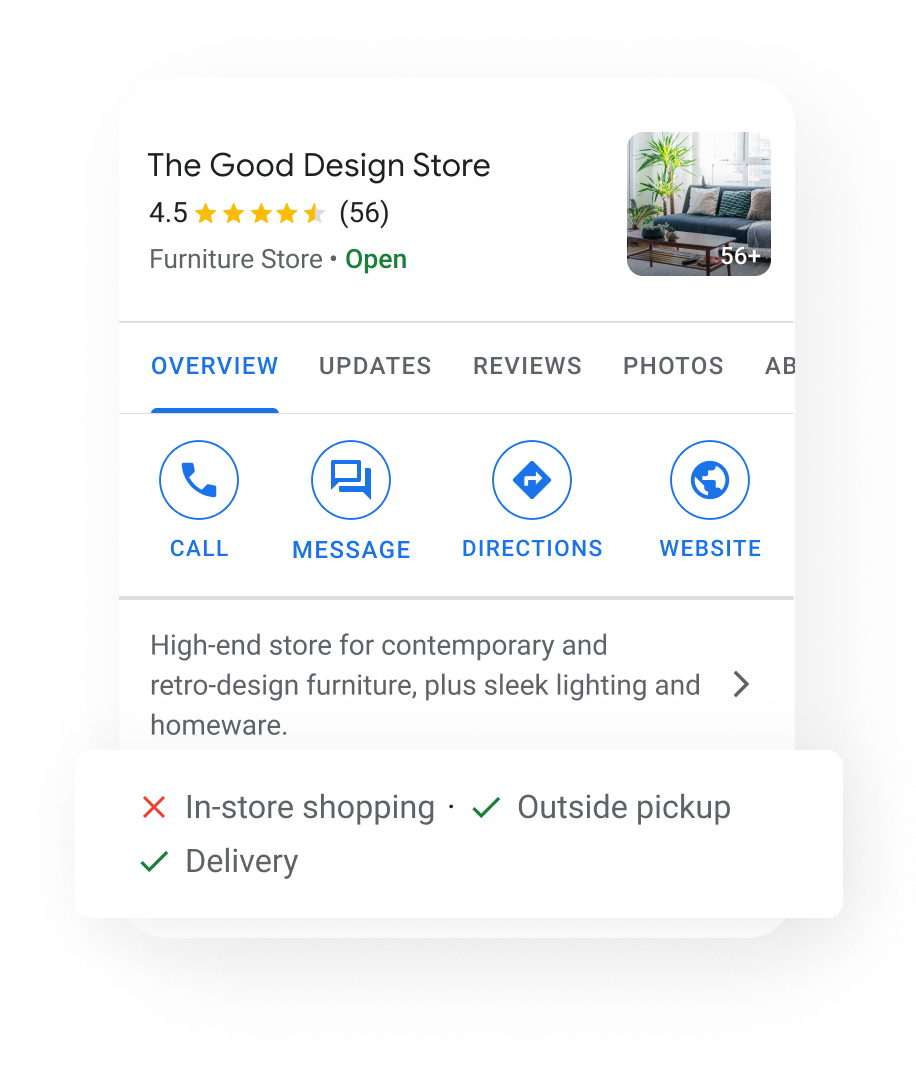 The Good Design Store
4.5 (56)
Furniture Store • Open
56+
OVERVIEW UPDATES REVIEWS PHOTOS AB
CALL MESSAGE DIRECTIONS WEBSITE
High-end store for contemporary and
retro-design furniture, plus sleek lighting and
homeware.
In-store shopping · Outside pickup
Delivery